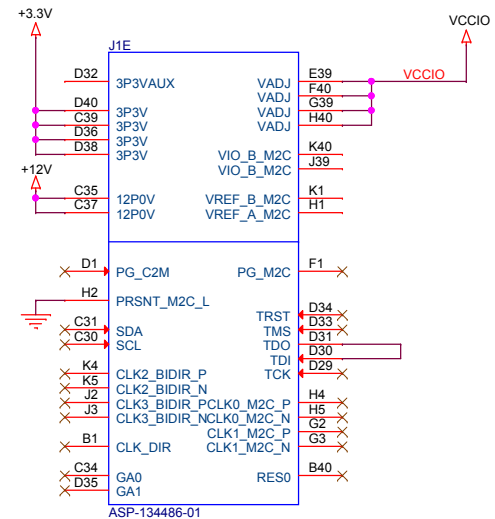 +3.3V
VCCIO
J1E
D32 3P3VAUX VADJ E39 VCCIO
VADJ F40
D40 3P3V VADJ G39
C39 3P3V VADJ H40
D36 3P3V
D38 3P3V VIO_B_M2C K40
VIO_B_M2C J39
+12V
C35 12P0V VREF_B_M2C K1
C37 12P0V VREF_A_M2C H1
D1 PG_C2M PG_M2C F1
H2 PRSNT_M2C_L
TRST D34
C31 SDA TMS D33
C30 SCL TDO D31
TDI D30
K4 CLK2_BIDIR_P TCK D29
K5 CLK2_BIDIR_N
J2 CLK3_BIDIR_P CLK0_M2C_P H4
J3 CLK3_BIDIR_N CLK0_M2C_N H5
CLK1_M2C_P G2
B1 CLK_DIR CLK1_M2C_N G3
C34 GA0 RES0 B40
D35 GA1
ASP-134486-01